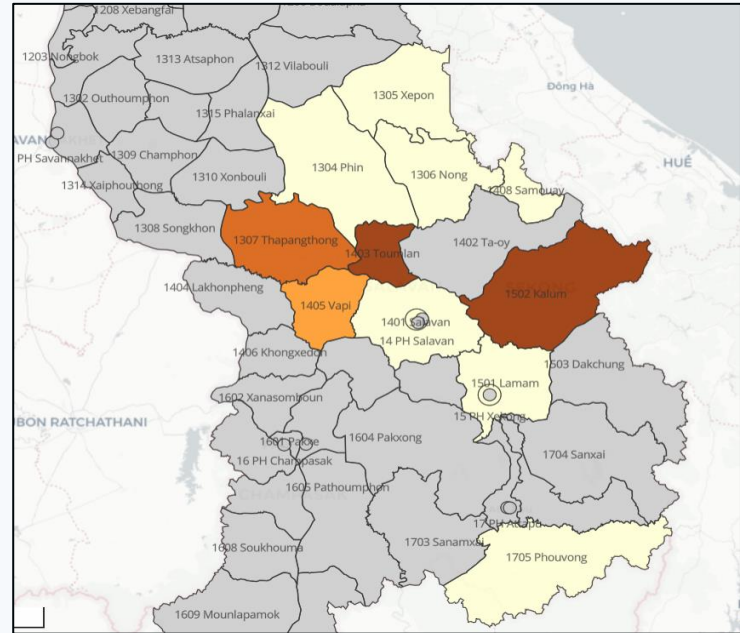 1208 Xebangfai
1203 Nongbok
1313 Atsaphon
1312 Vilabouli
Đông Hà
1305 Xepon
1302 Outhoumphon
1315 Phalanxai
PH Savannakhet
1309 Champhon
1304 Phin
1306 Nong
HUẾ
1314 Xaiphouthong
1310 Xonbouli
1408 Samouay
1308 Songkhon
1307 Thapangthong
1403 Toumlan
1402 Ta-oy
1404 Lakhonpheng
1405 Vapi
1502 Kalum
1401 Salavan
14 PH Salavan
1406 Khongxedon
1503 Dakchung
1501 Lamam
1602 Xanasomboun
15 PH Xekong
UBON RATCHATHANI
1601 Pakxe
1604 Pakxong
16 PH Champasak
1704 Sanxai
1605 Pathoumphon
17 PH Attapu
1608 Soukhouma
1703 Sanamxai
1705 Phouvong
1609 Mounlapamok